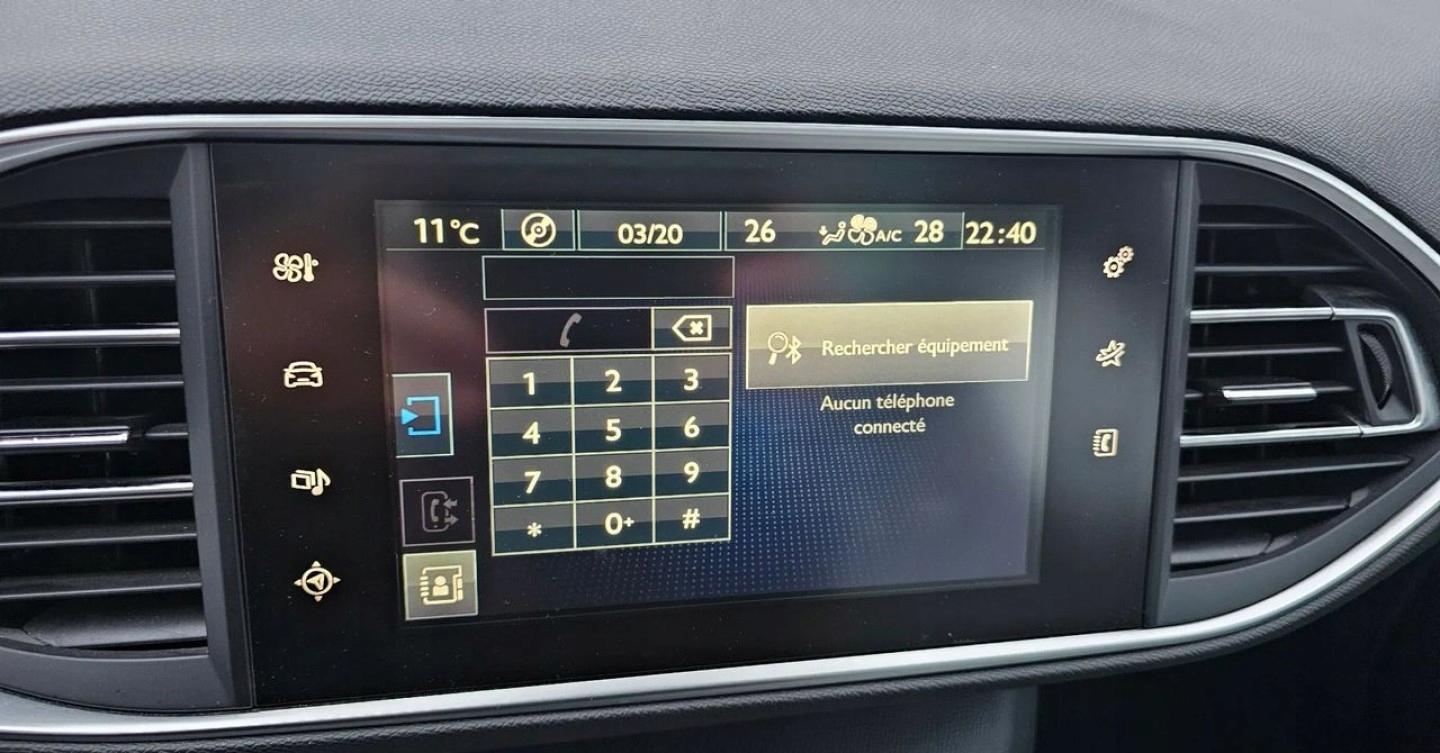 11°C 03/20 26 A/C 28 22:40
Rechercher équipement
Aucun téléphone
connecté
1 2 3
4 5 6
7 8 9
* 0+ #